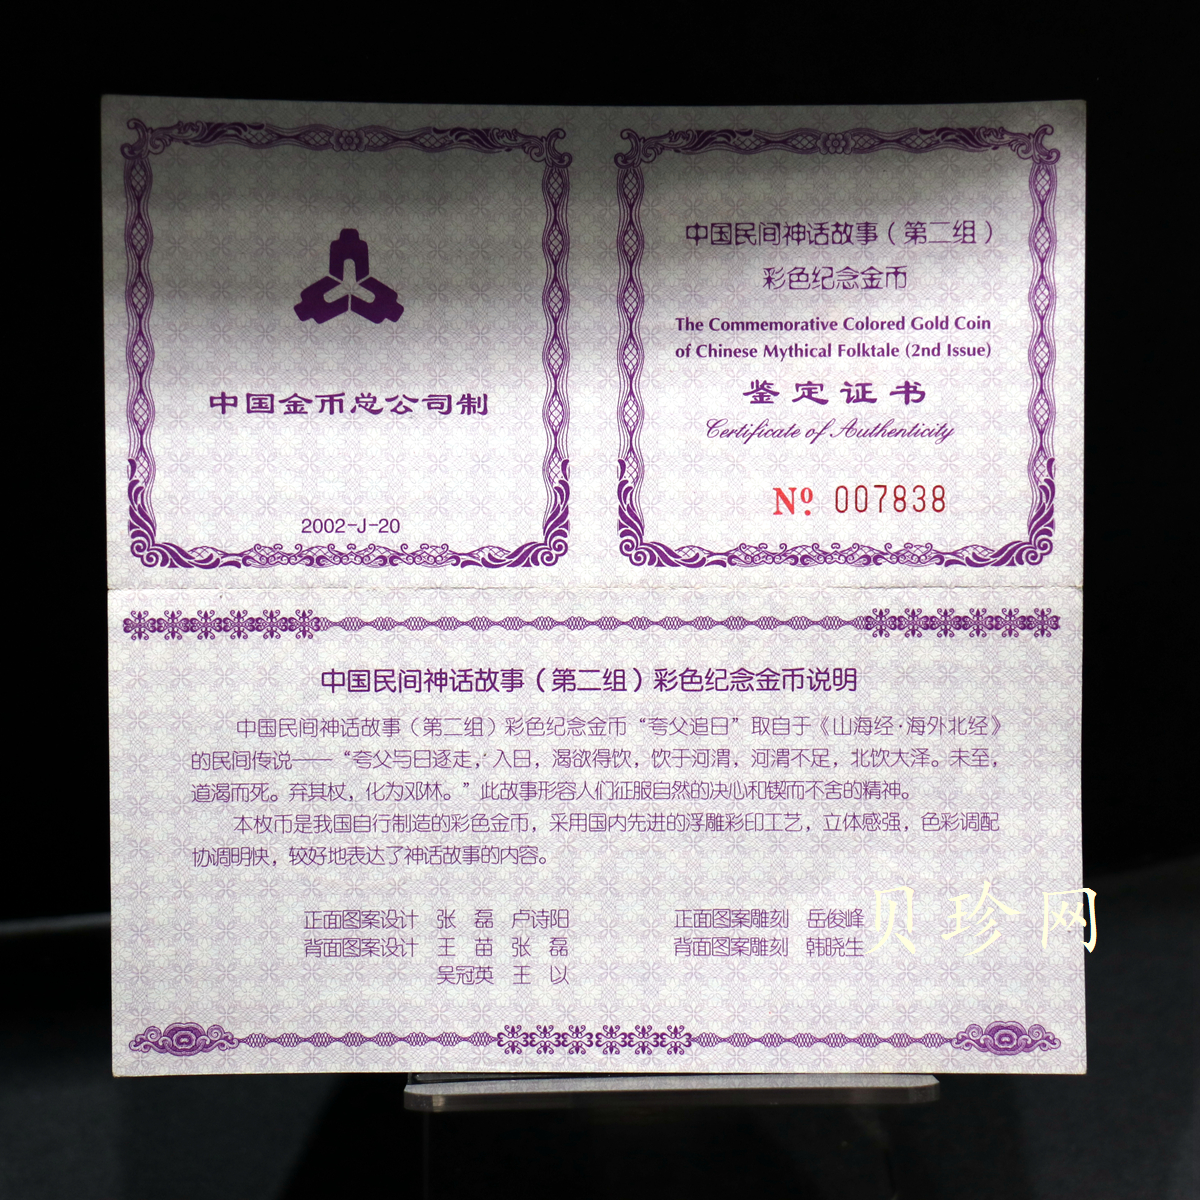 中国金币总公司制
2002-J-20
中国民间神话故事（第二组）
彩色纪念金币
The Commemorative Colored Gold Coin
of Chinese Mythical Folktale (2nd Issue)
鉴定证书
Certificate of Authenticity
Nº. 007838
中国民间神话故事（第二组）彩色纪念金币说明
中国民间神话故事（第二组）彩色纪念金币“夸父追日”取自于《山海经·海外北经》
的民间传说——“夸父与日逐走，入日，渴欲得饮，饮于河渭，河渭不足，北饮大泽。未至，
道渴而死。弃其杖，化为邓林。”此故事形容人们征服自然的决心和锲而不舍的精神。
本枚币是我国自行制造的彩色金币，采用国内先进的浮雕彩印工艺，立体感强，色彩调配
协调明快，较好地表达了神话故事的内容。
正面图案设计 张 磊 卢诗阳 正面图案雕刻 岳俊峰
背面图案设计 王 苗 张 磊 背面图案雕刻 韩晓生
吴冠英 王 以
贝珍网